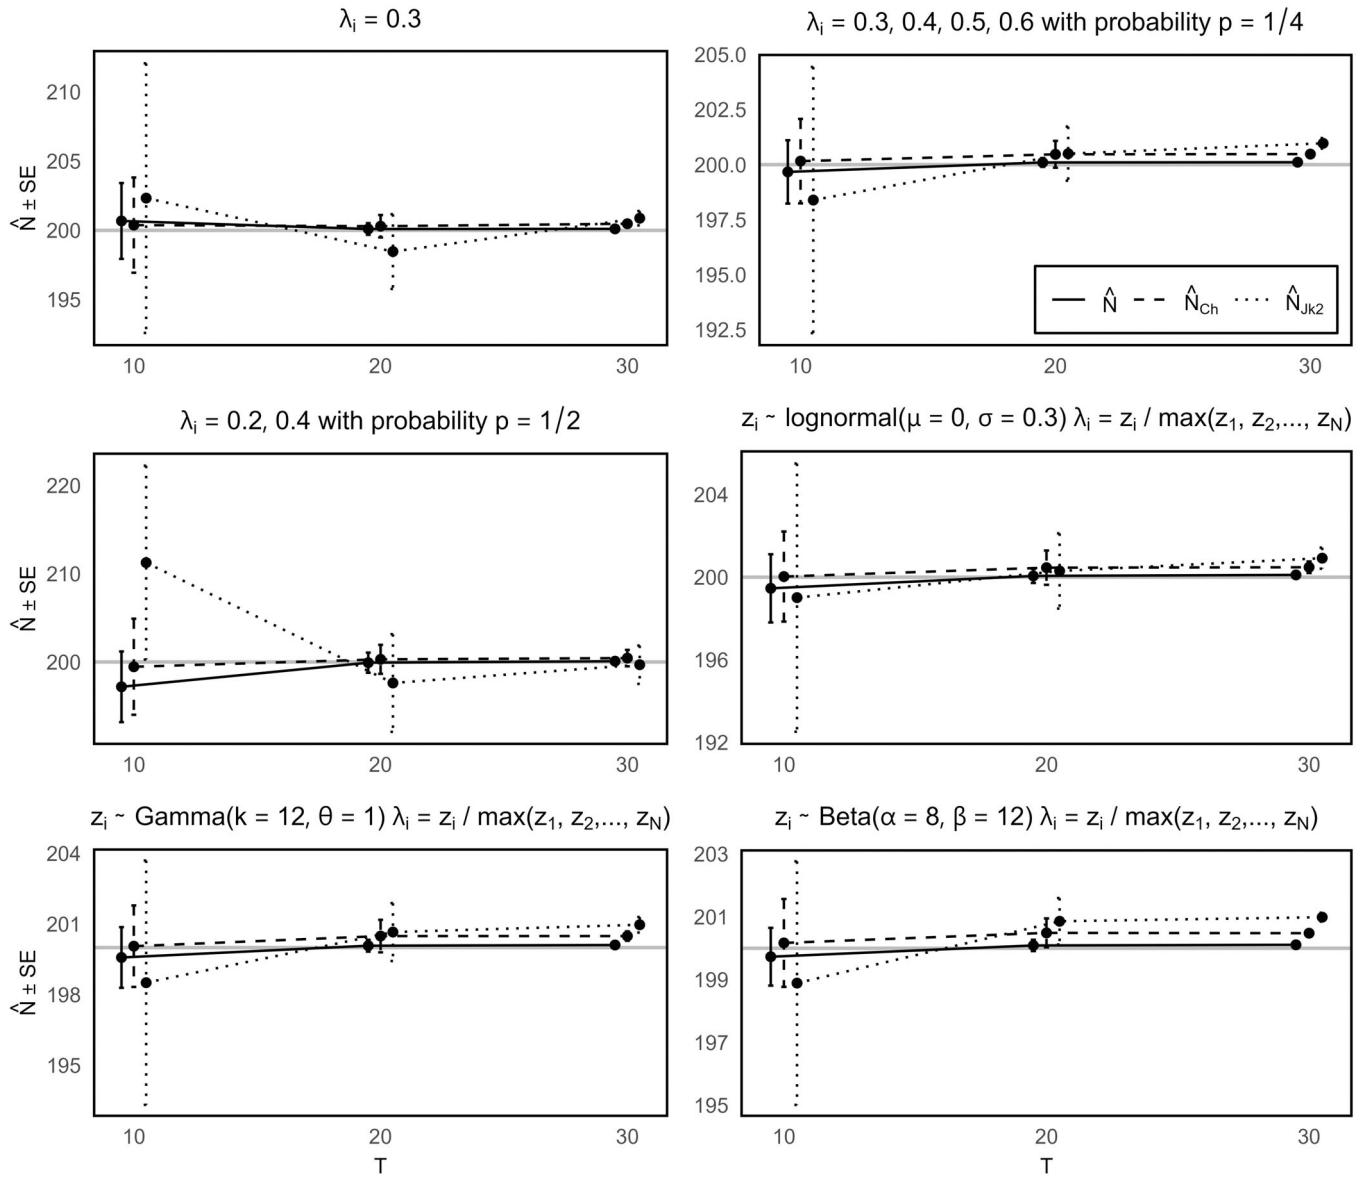 λi = 0.3
210
205
200
195
N̂ ± SE
10 20 30
λi = 0.3, 0.4, 0.5, 0.6 with probability p = 1/4
205.0
202.5
200.0
197.5
195.0
192.5
N̂ N̂Ch N̂Jk2
10 20 30
λi = 0.2, 0.4 with probability p = 1/2
220
210
200
N̂ ± SE
10 20 30
zi ~ lognormal(μ = 0, σ = 0.3) λi = zi / max(z1, z2,..., zN)
204
200
196
192
10 20 30
zi ~ Gamma(k = 12, θ = 1) λi = zi / max(z1, z2,..., zN)
204
201
198
195
N̂ ± SE
10 20 30
T
zi ~ Beta(α = 8, β = 12) λi = zi / max(z1, z2,..., zN)
203
201
199
197
195
10 20 30
T